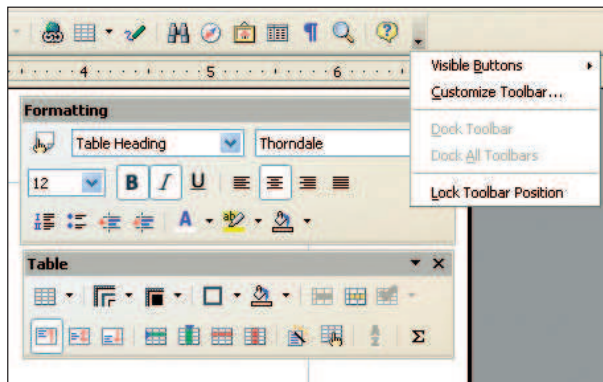 4 5 6
Visible Buttons
Customize Toolbar...
Dock Toolbar
Dock All Toolbars
Lock Toolbar Position
Formatting
Table Heading Thorndale
12 B I U
A ab
Table
A Z Σ